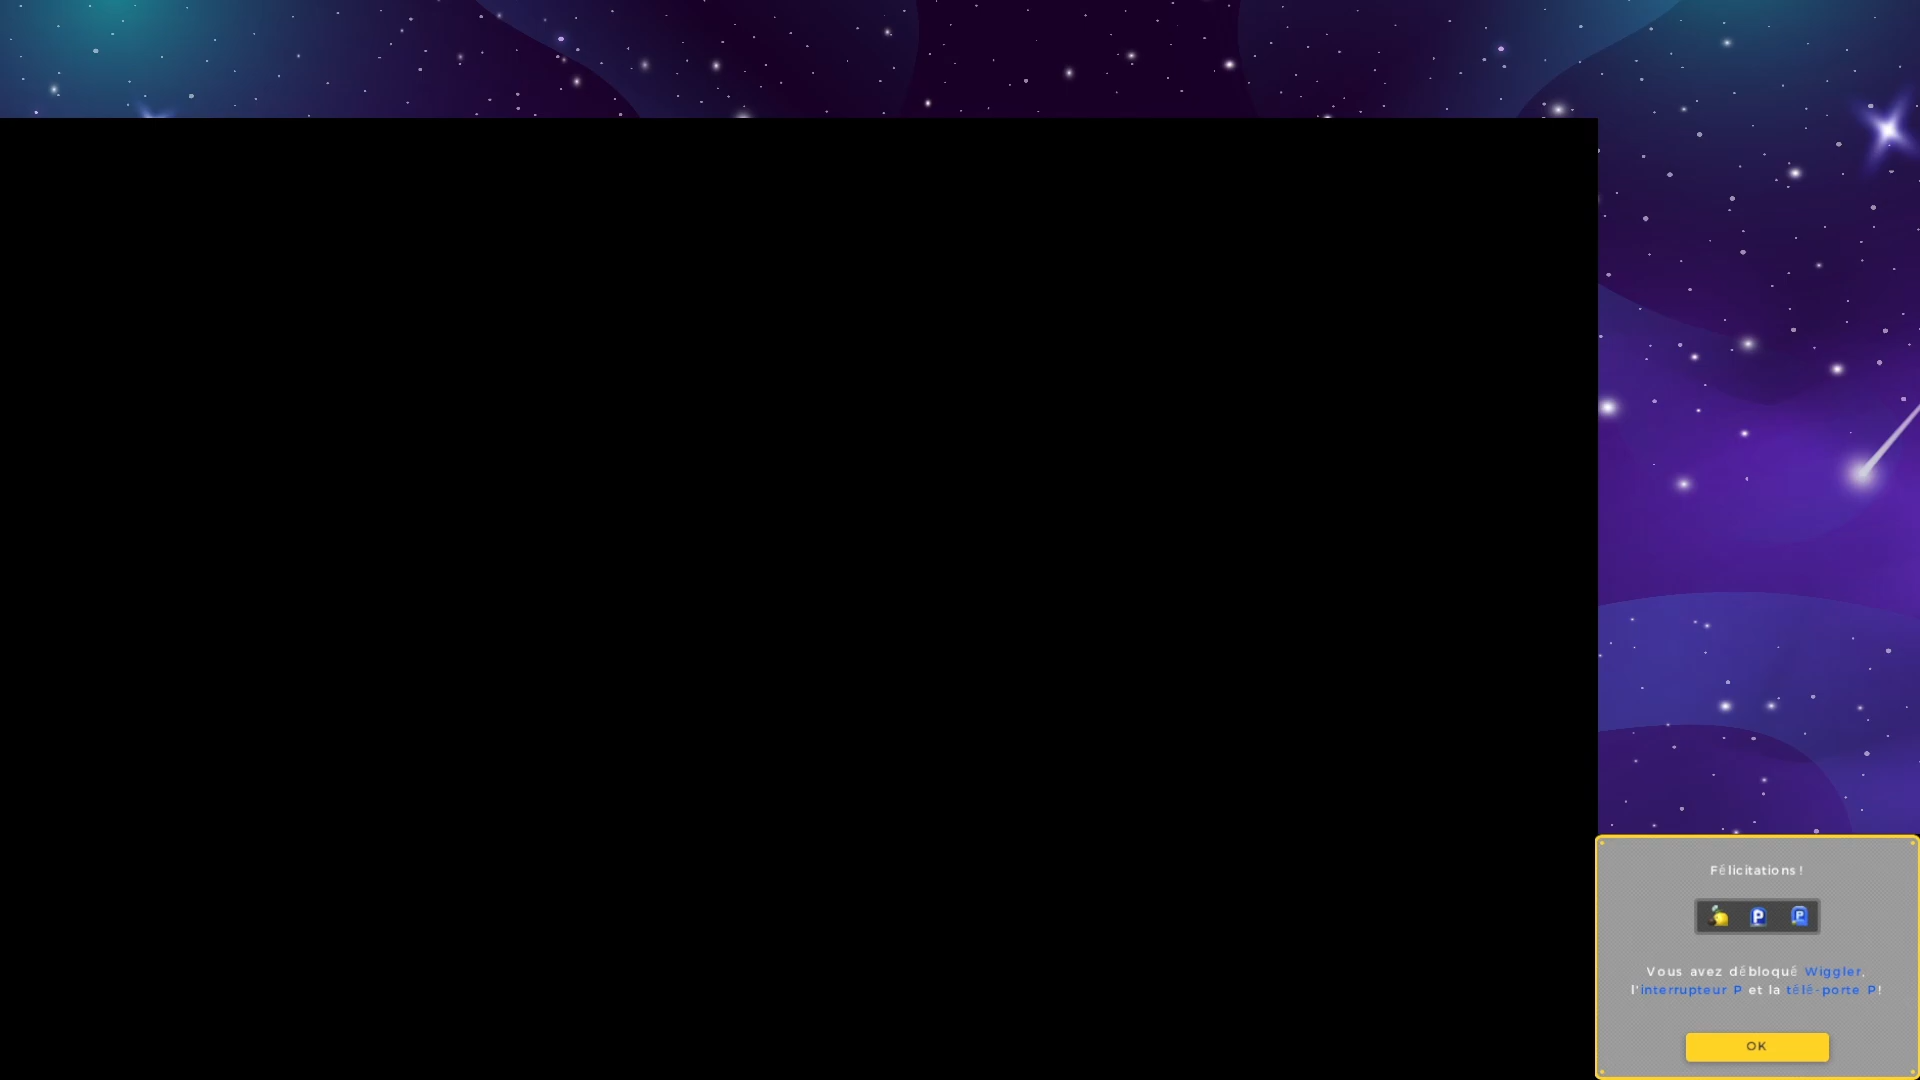 Félicitations !
P
P
Vous avez débloqué Wiggler,
l'interrupteur P et la télé-porte P!
OK